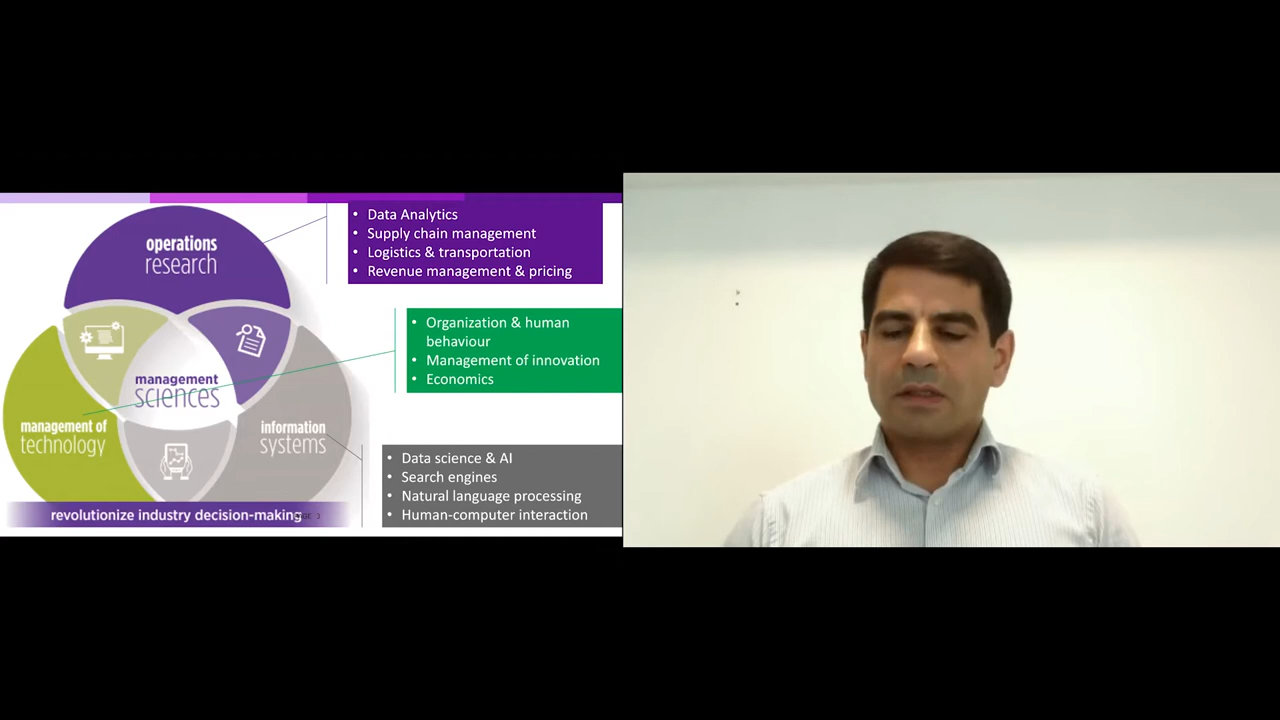 operations
research
• Data Analytics
• Supply chain management
• Logistics & transportation
• Revenue management & pricing
management
sciences
• Organization & human
behaviour
• Management of innovation
• Economics
management of
technology
information
systems
• Data science & AI
• Search engines
• Natural language processing
• Human-computer interaction
revolutionize industry decision-making